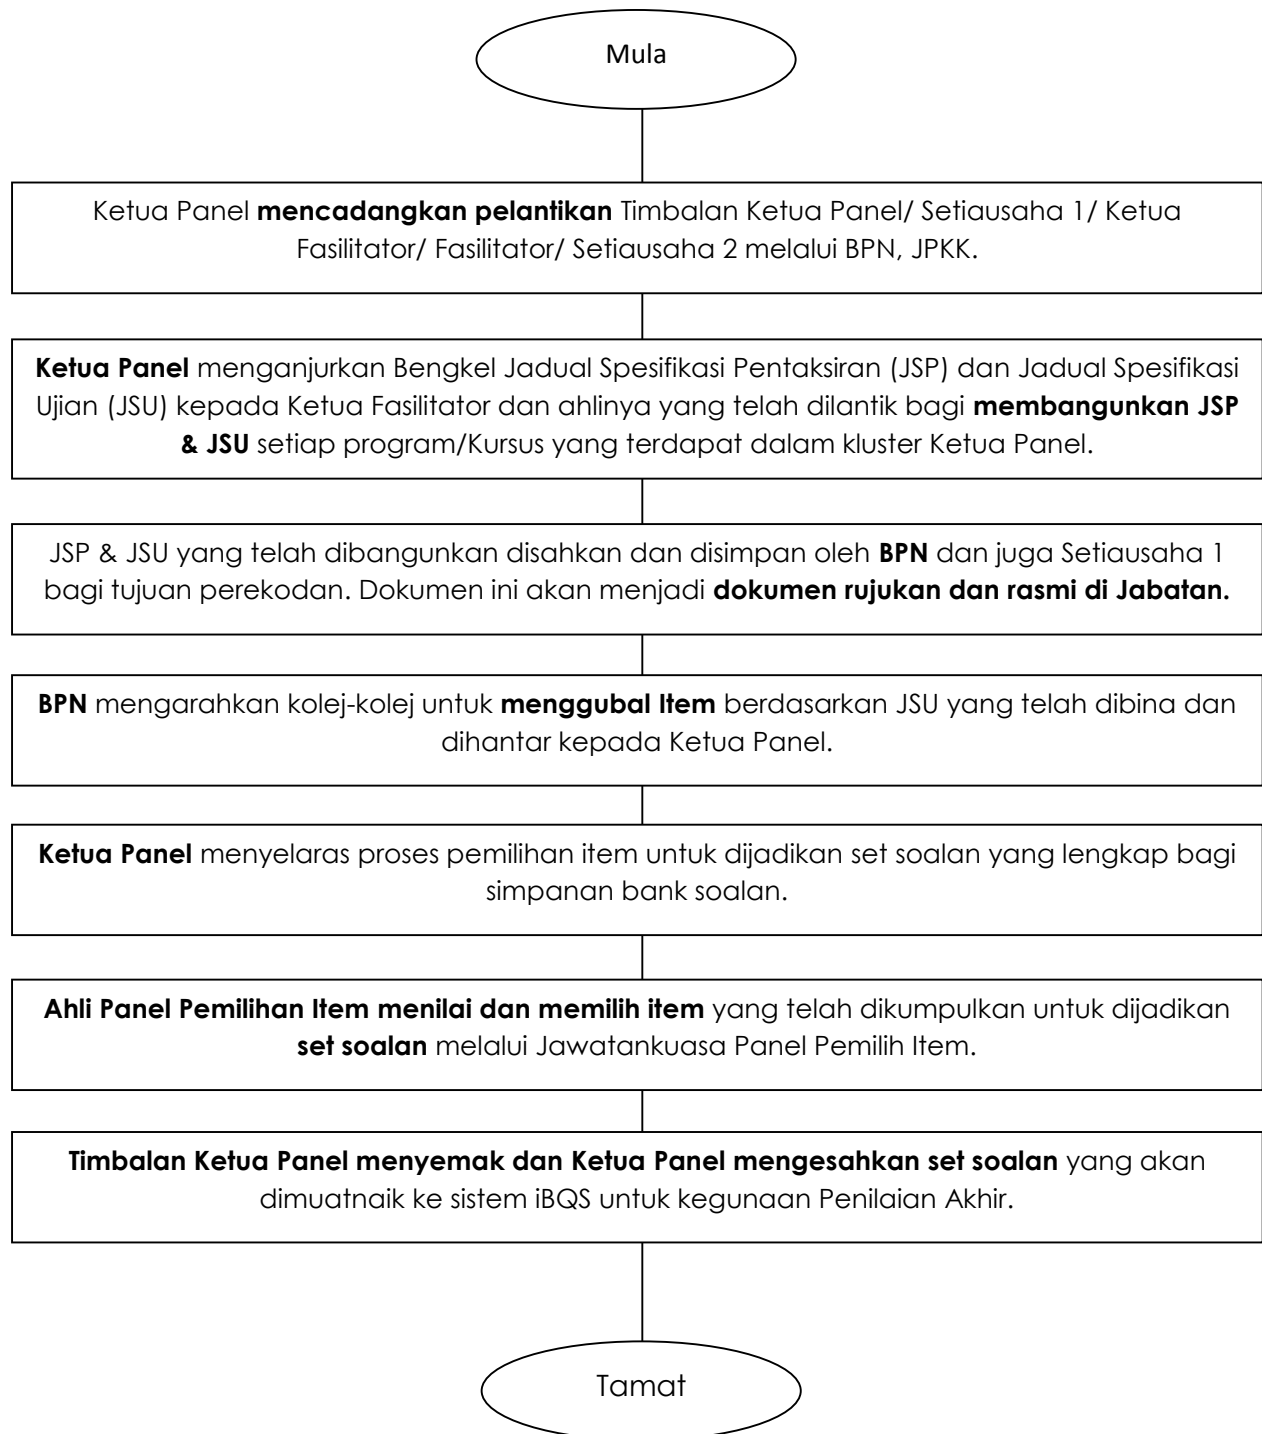 Mula
Ketua Panel mencadangkan pelantikan Timbalan Ketua Panel/ Setiausaha 1/ Ketua
Fasilitator/ Fasilitator/ Setiausaha 2 melalui BPN, JPKK.
Ketua Panel menganjurkan Bengkel Jadual Spesifikasi Pentaksiran (JSP) dan Jadual Spesifikasi
Ujian (JSU) kepada Ketua Fasilitator dan ahlinya yang telah dilantik bagi membangunkan JSP
& JSU setiap program/Kursus yang terdapat dalam kluster Ketua Panel.
JSP & JSU yang telah dibangunkan disahkan dan disimpan oleh BPN dan juga Setiausaha 1
bagi tujuan perekodan. Dokumen ini akan menjadi dokumen rujukan dan rasmi di Jabatan.
BPN mengarahkan kolej-kolej untuk menggubal Item berdasarkan JSU yang telah dibina dan
dihantar kepada Ketua Panel.
Ketua Panel menyelaras proses pemilihan item untuk dijadikan set soalan yang lengkap bagi
simpanan bank soalan.
Ahli Panel Pemilihan Item menilai dan memilih item yang telah dikumpulkan untuk dijadikan
set soalan melalui Jawatankuasa Panel Pemilih Item.
Timbalan Ketua Panel menyemak dan Ketua Panel mengesahkan set soalan yang akan
dimuatnaik ke sistem iBQS untuk kegunaan Penilaian Akhir.
Tamat